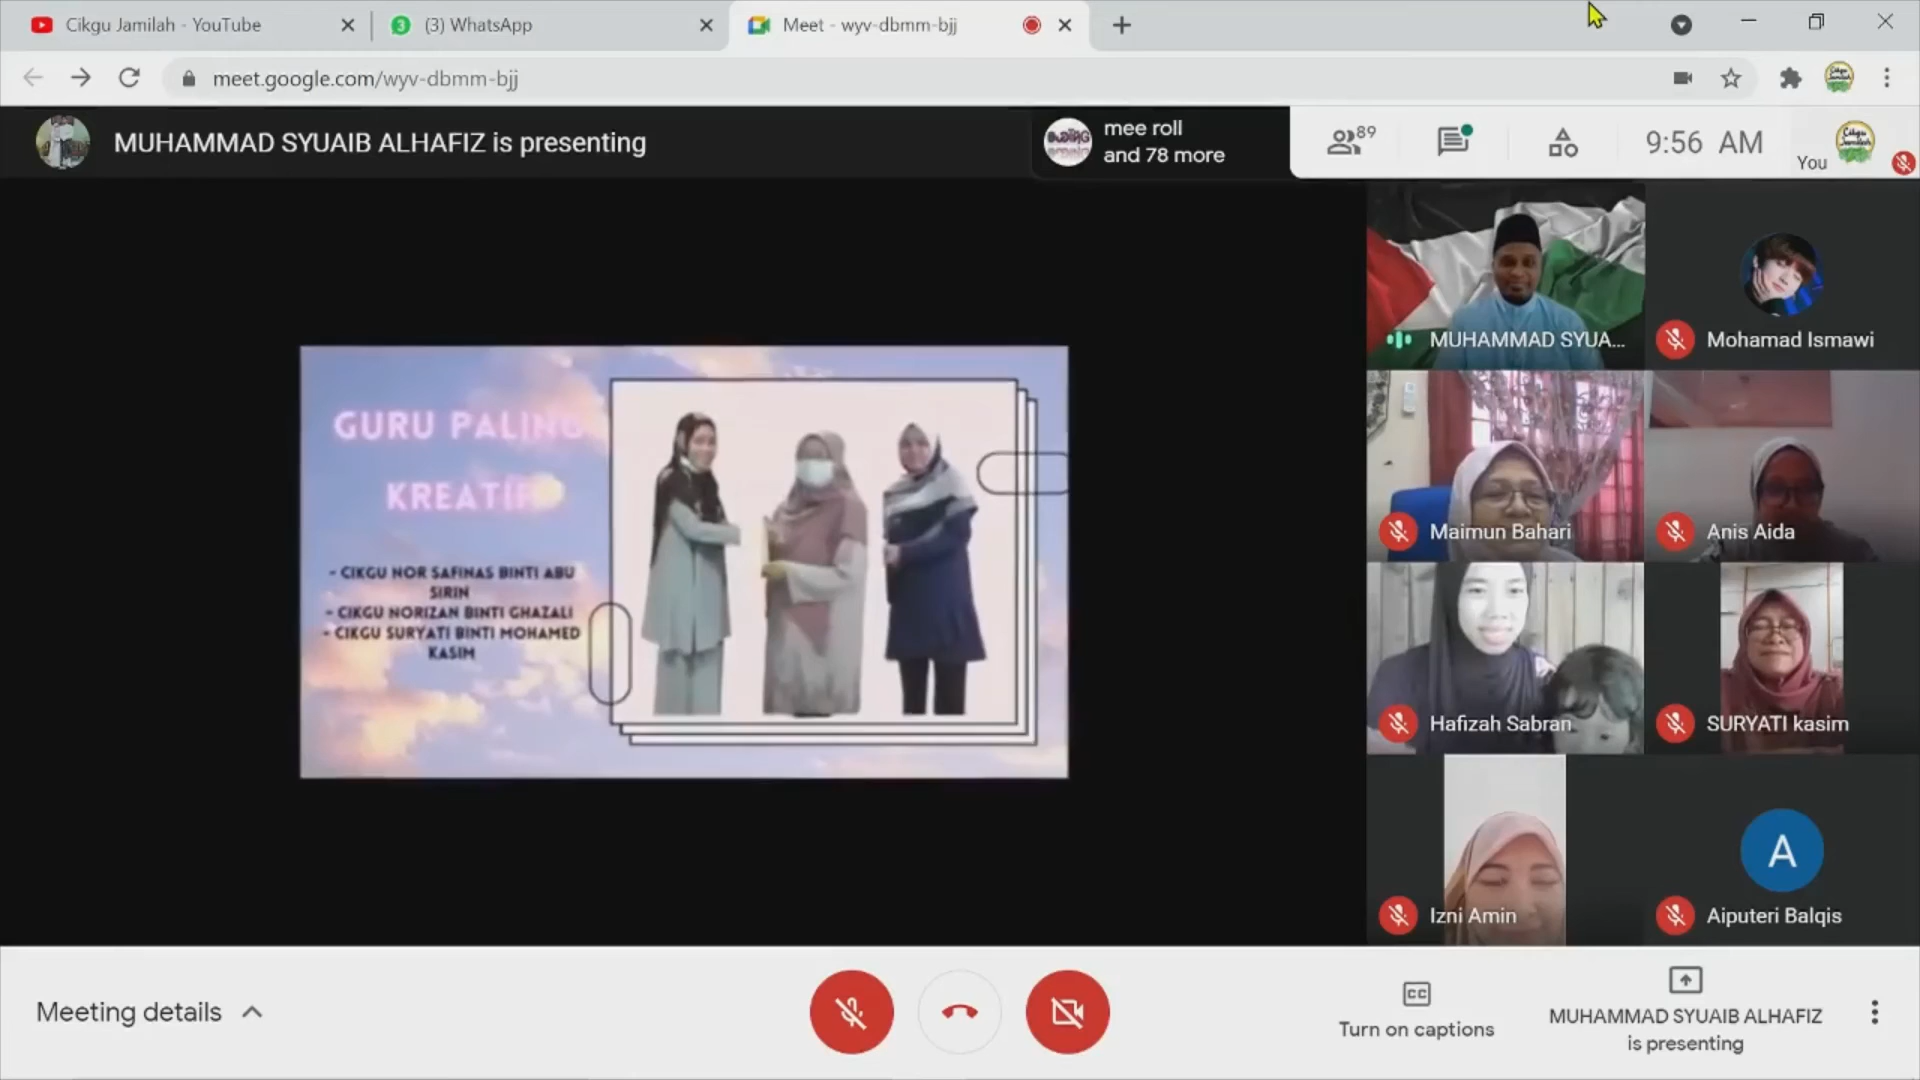 Cikgu Jamilah - YouTube
(3) WhatsApp
Meet - wyv-dbmm-bjj
meet.google.com/wyv-dbmm-bjj
MUHAMMAD SYUAIB ALHAFIZ is presenting
mee roll
and 78 more
89
9:56 AM
You
GURU PALING
KREATIF
- CIKGU NOR SAFINAS BINTI ABU
SIRIN
- CIKGU NORIZAN BINTI GHAZALI
- CIKGU SURYATI BINTI MOHAMED
KASIM
MUHAMMAD SYUA...
Mohamad Ismawi
Maimun Bahari
Anis Aida
Hafizah Sabran
SURYATI kasim
Izni Amin
A
Aiputeri Balqis
Meeting details
CC
Turn on captions
MUHAMMAD SYUAIB ALHAFIZ
is presenting